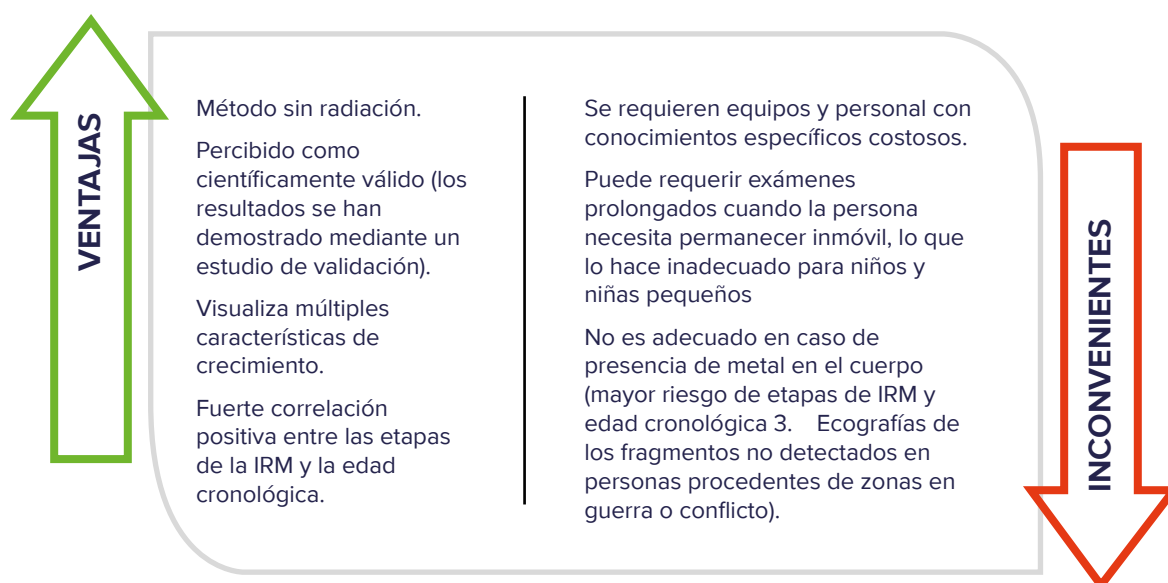 VENTAJAS
Método sin radiación.
Percibido como
científicamente válido (los
resultados se han
demostrado mediante un
estudio de validación).
Visualiza múltiples
características de
crecimiento.
Fuerte correlación
positiva entre las etapas
de la IRM y la edad
cronológica.
Se requieren equipos y personal con
conocimientos específicos costosos.
Puede requerir exámenes
prolongados cuando la persona
necesita permanecer inmóvil, lo que
lo hace inadecuado para niños y
niñas pequeños
No es adecuado en caso de
presencia de metal en el cuerpo
(mayor riesgo de etapas de IRM y
edad cronológica 3. Ecografías de
los fragmentos no detectados en
personas procedentes de zonas en
guerra o conflicto).
INCONVENIENTES